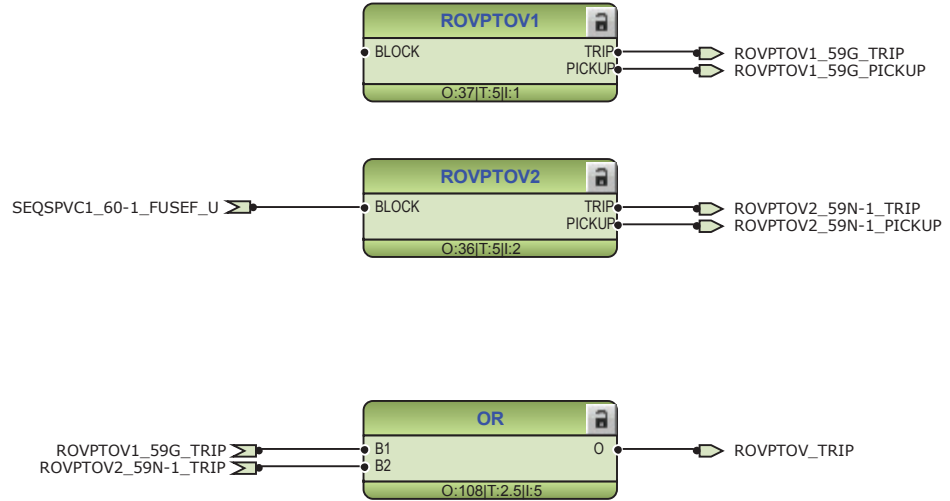 ROVPTOV1
BLOCK TRIP ROVPTOV1_59G_TRIP
PICKUP ROVPTOV1_59G_PICKUP
O:37|T:5|I:1
ROVPTOV2
SEQSPVC1_60-1_FUSEF_U BLOCK TRIP ROVPTOV2_59N-1_TRIP
PICKUP ROVPTOV2_59N-1_PICKUP
O:36|T:5|I:2
OR
ROVPTOV1_59G_TRIP B1 O ROVPTOV_TRIP
ROVPTOV2_59N-1_TRIP B2
O:108|T:2.5|I:5